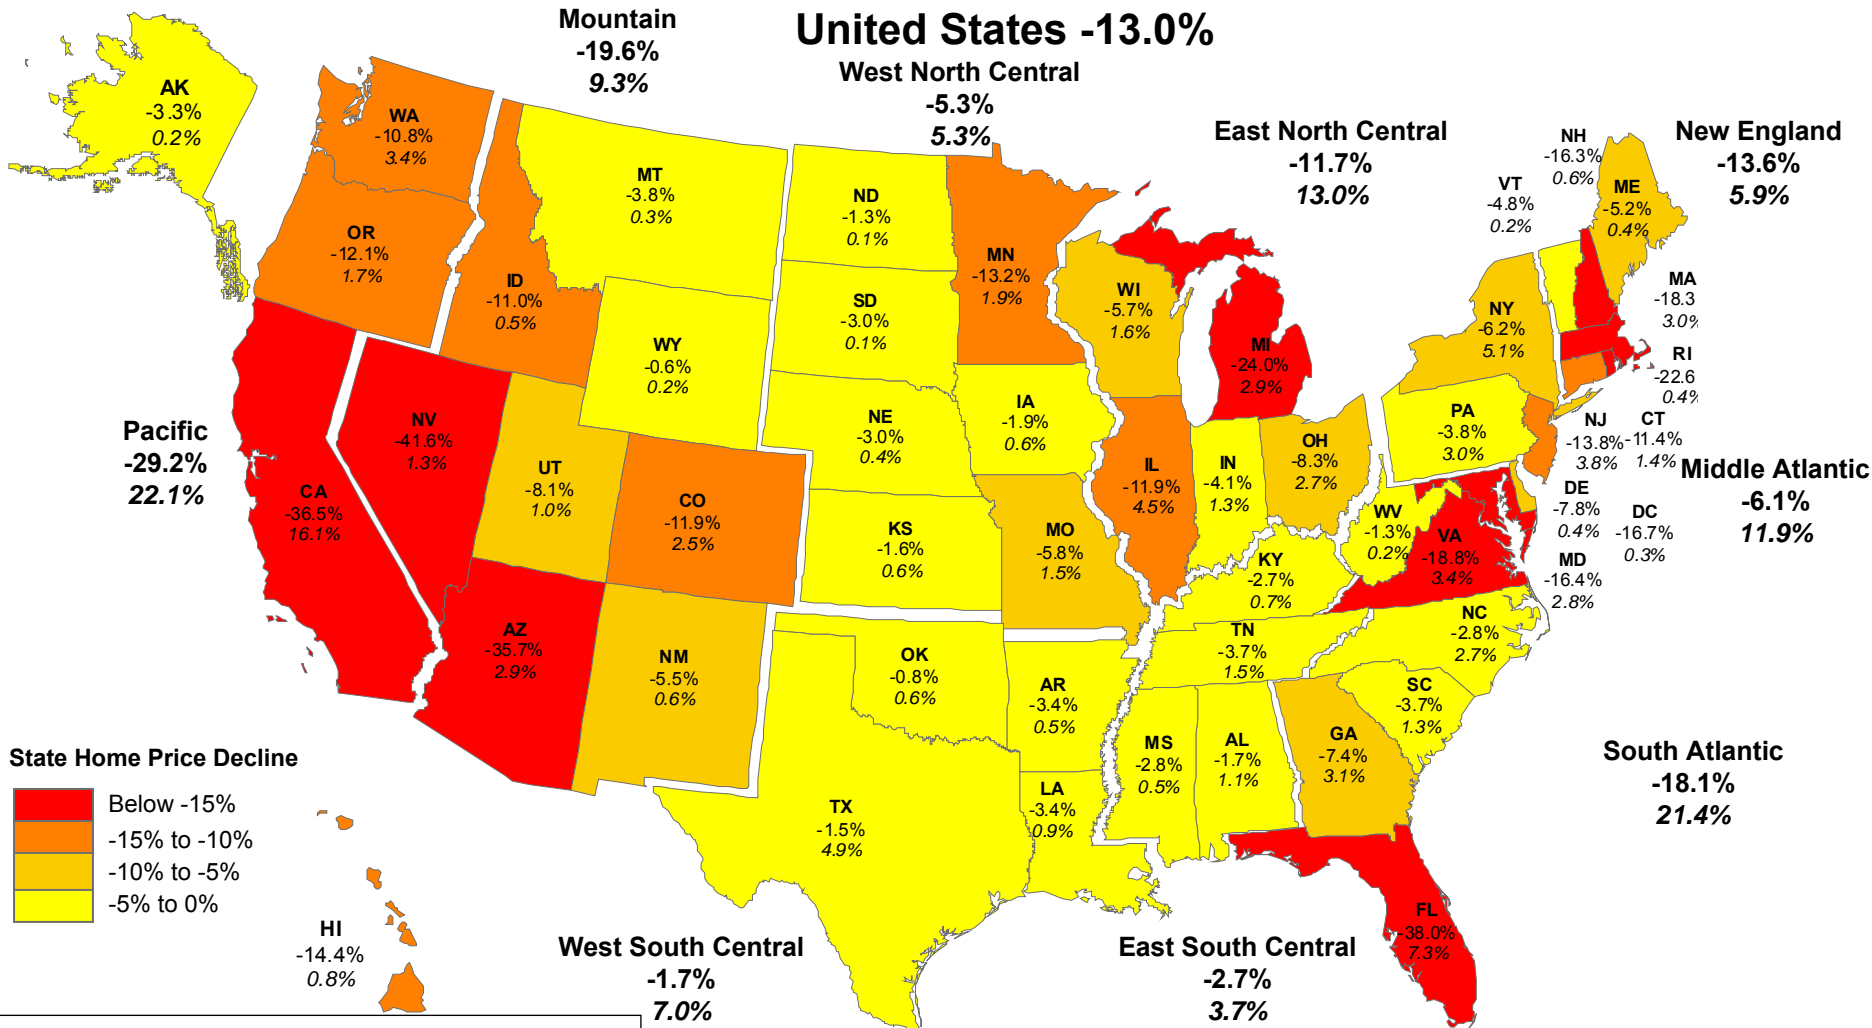 United States -13.0%
Mountain
-19.6%
9.3%
West North Central
-5.3%
5.3%
East North Central
-11.7%
13.0%
New England
-13.6%
5.9%
Pacific
-29.2%
22.1%
Middle Atlantic
-6.1%
11.9%
South Atlantic
-18.1%
21.4%
West South Central
-1.7%
7.0%
East South Central
-2.7%
3.7%
AK
-3.3%
0.2%
WA
-10.8%
3.4%
OR
-12.1%
1.7%
ID
-11.0%
0.5%
MT
-3.8%
0.3%
WY
-0.6%
0.2%
ND
-1.3%
0.1%
SD
-3.0%
0.1%
NE
-3.0%
0.4%
KS
-1.6%
0.6%
MN
-13.2%
1.9%
IA
-1.9%
0.6%
MO
-5.8%
1.5%
WI
-5.7%
1.6%
MI
-24.0%
2.9%
IL
-11.9%
4.5%
IN
-4.1%
1.3%
OH
-8.3%
2.7%
NH
-16.3%
0.6%
VT
-4.8%
0.2%
ME
-5.2%
0.4%
MA
-18.3
3.0%
RI
-22.6
0.4%
CT
-11.4%
1.4%
NY
-6.2%
5.1%
PA
-3.8%
3.0%
NJ
-13.8%
3.8%
DE
-7.8%
0.4%
DC
-16.7%
0.3%
MD
-16.4%
2.8%
WV
-1.3%
0.2%
VA
-18.8%
3.4%
NC
-2.8%
2.7%
SC
-3.7%
1.3%
GA
-7.4%
3.1%
FL
-38.0%
7.3%
KY
-2.7%
0.7%
TN
-3.7%
1.5%
MS
-2.8%
0.5%
AL
-1.7%
1.1%
AR
-3.4%
0.5%
LA
-3.4%
0.9%
OK
-0.8%
0.6%
TX
-1.5%
4.9%
NV
-41.6%
1.3%
UT
-8.1%
1.0%
CO
-11.9%
2.5%
CA
-36.5%
16.1%
AZ
-35.7%
2.9%
NM
-5.5%
0.6%
HI
-14.4%
0.8%
State Home Price Decline
Below -15%
-15% to -10%
-10% to -5%
-5% to 0%